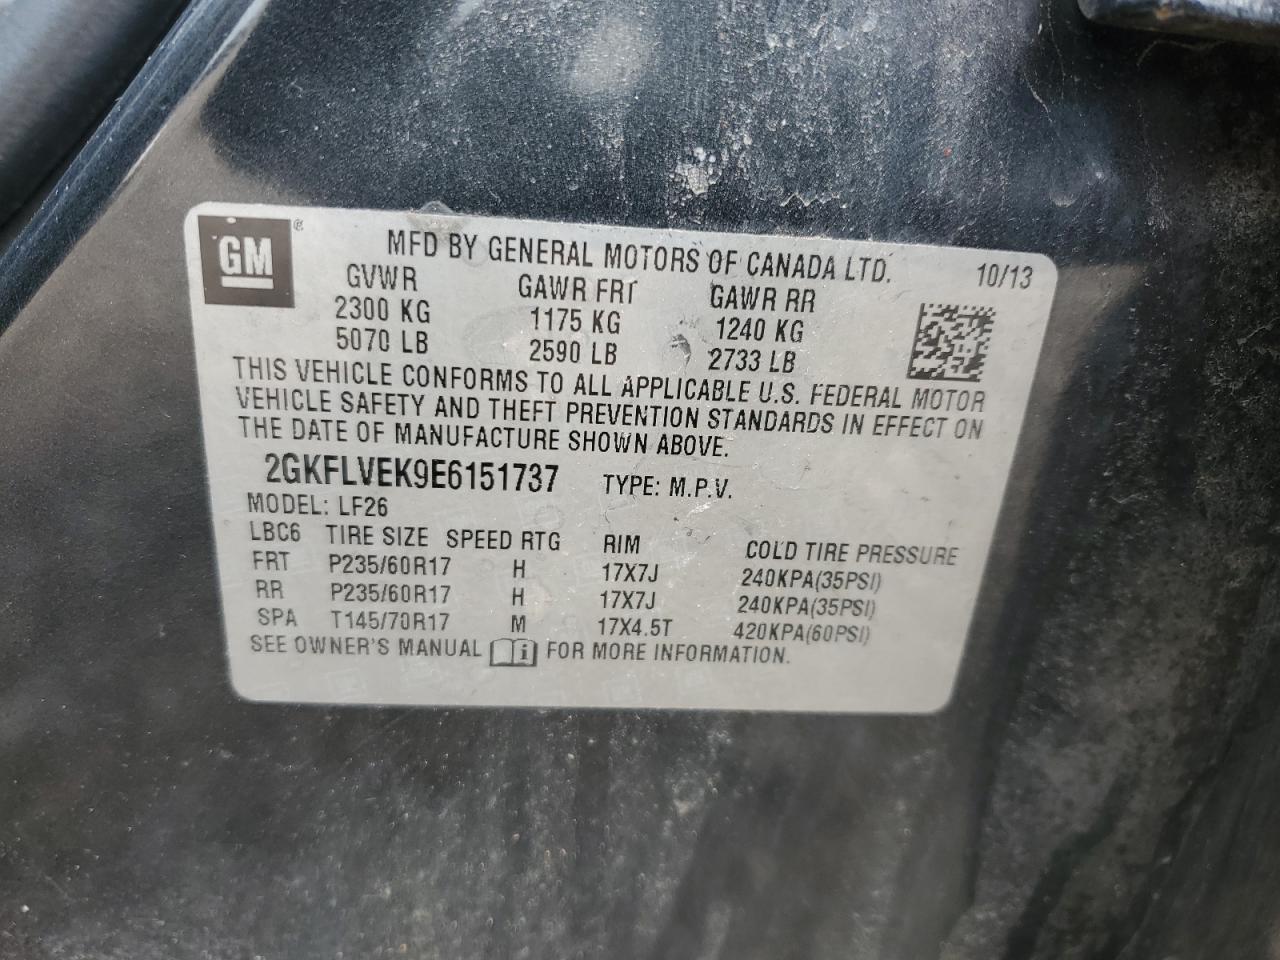 GM ©
MFD BY GENERAL MOTORS OF CANADA LTD. 10/13
GVWR GAWR FRT GAWR RR
2300 KG 1175 KG 1240 KG
5070 LB 2590 LB 2733 LB
THIS VEHICLE CONFORMS TO ALL APPLICABLE U.S. FEDERAL MOTOR
VEHICLE SAFETY AND THEFT PREVENTION STANDARDS IN EFFECT ON
THE DATE OF MANUFACTURE SHOWN ABOVE.
2GKFLVEK9E6151737 TYPE: M.P.V.
MODEL: LF26
LBC6 TIRE SIZE SPEED RTG RIM COLD TIRE PRESSURE
FRT P235/60R17 H 17X7J 240KPA(35PSI)
RR P235/60R17 H 17X7J 240KPA(35PSI)
SPA T145/70R17 M 17X4.5T 420KPA(60PSI)
SEE OWNER'S MANUAL i FOR MORE INFORMATION.